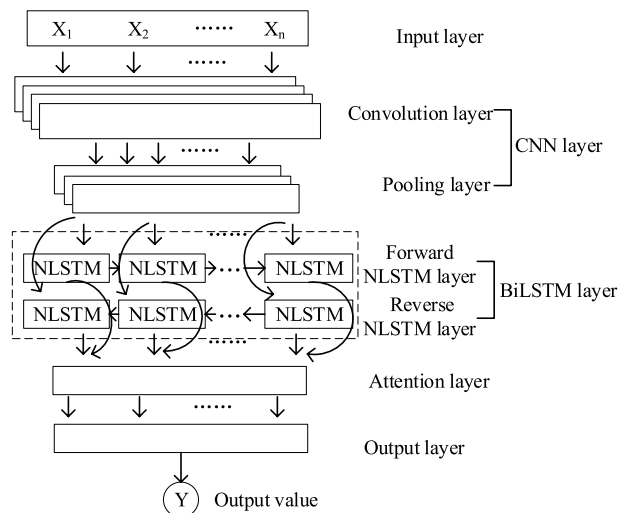 X1 X2 ...... Xn
Input layer
......
Convolution layer
CNN layer
......
Pooling layer
......
NLSTM NLSTM ... NLSTM
Forward
NLSTM layer
BiLSTM layer
NLSTM NLSTM ... NLSTM
Reverse
NLSTM layer
......
Attention layer
......
Output layer
Y Output value